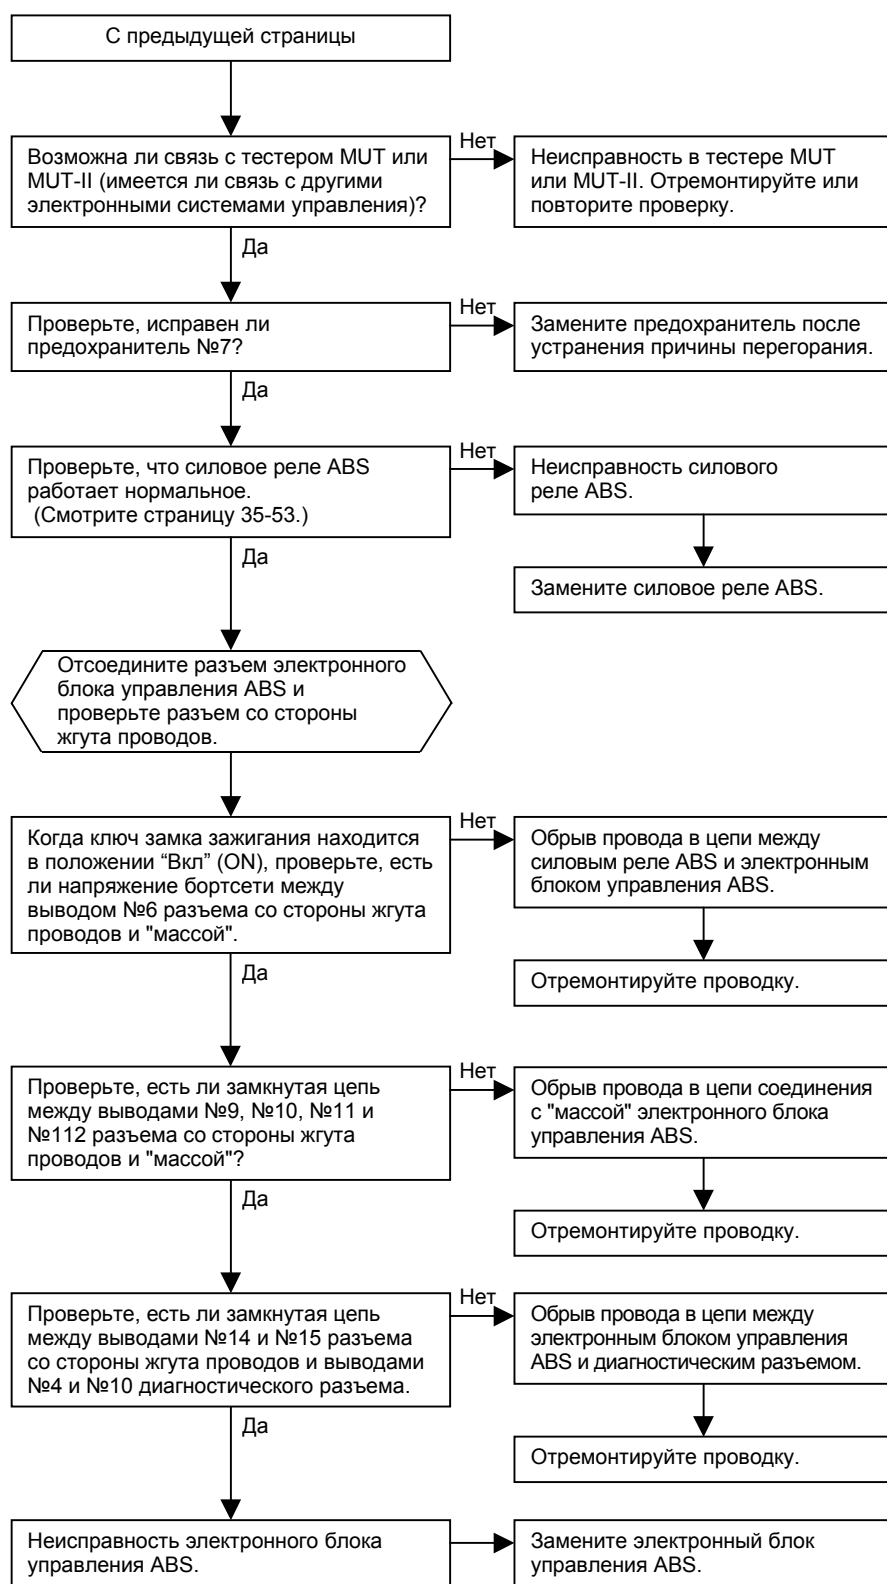 С предыдущей страницы
Возможна ли связь с тестером MUT или
MUT-II (имеется ли связь с другими
электронными системами управления)?
Нет
Неисправность в тестере MUT
или MUT-II. Отремонтируйте или
повторите проверку.
Да
Проверьте, исправен ли
предохранитель №7?
Нет
Замените предохранитель после
устранения причины перегорания.
Да
Проверьте, что силовое реле ABS
работает нормальное.
(Смотрите страницу 35-53.)
Нет
Неисправность силового
реле ABS.
Да
Замените силовое реле ABS.
Отсоедините разъем электронного
блока управления ABS и
проверьте разъем со стороны
жгута проводов.
Когда ключ замка зажигания находится
в положении “Вкл” (ON), проверьте, есть
ли напряжение бортсети между
выводом №6 разъема со стороны жгута
проводов и "массой".
Нет
Обрыв провода в цепи между
силовым реле ABS и электронным
блоком управления ABS.
Да
Отремонтируйте проводку.
Проверьте, есть ли замкнутая цепь
между выводами №9, №10, №11 и
№112 разъема со стороны жгута
проводов и "массой"?
Нет
Обрыв провода в цепи соединения
с "массой" электронного блока
управления ABS.
Да
Отремонтируйте проводку.
Проверьте, есть ли замкнутая цепь
между выводами №14 и №15 разъема
со стороны жгута проводов и выводами
№4 и №10 диагностического разъема.
Нет
Обрыв провода в цепи между
электронным блоком управления
ABS и диагностическим разъемом.
Да
Отремонтируйте проводку.
Неисправность электронного блока
управления ABS.
Замените электронный блок
управления ABS.